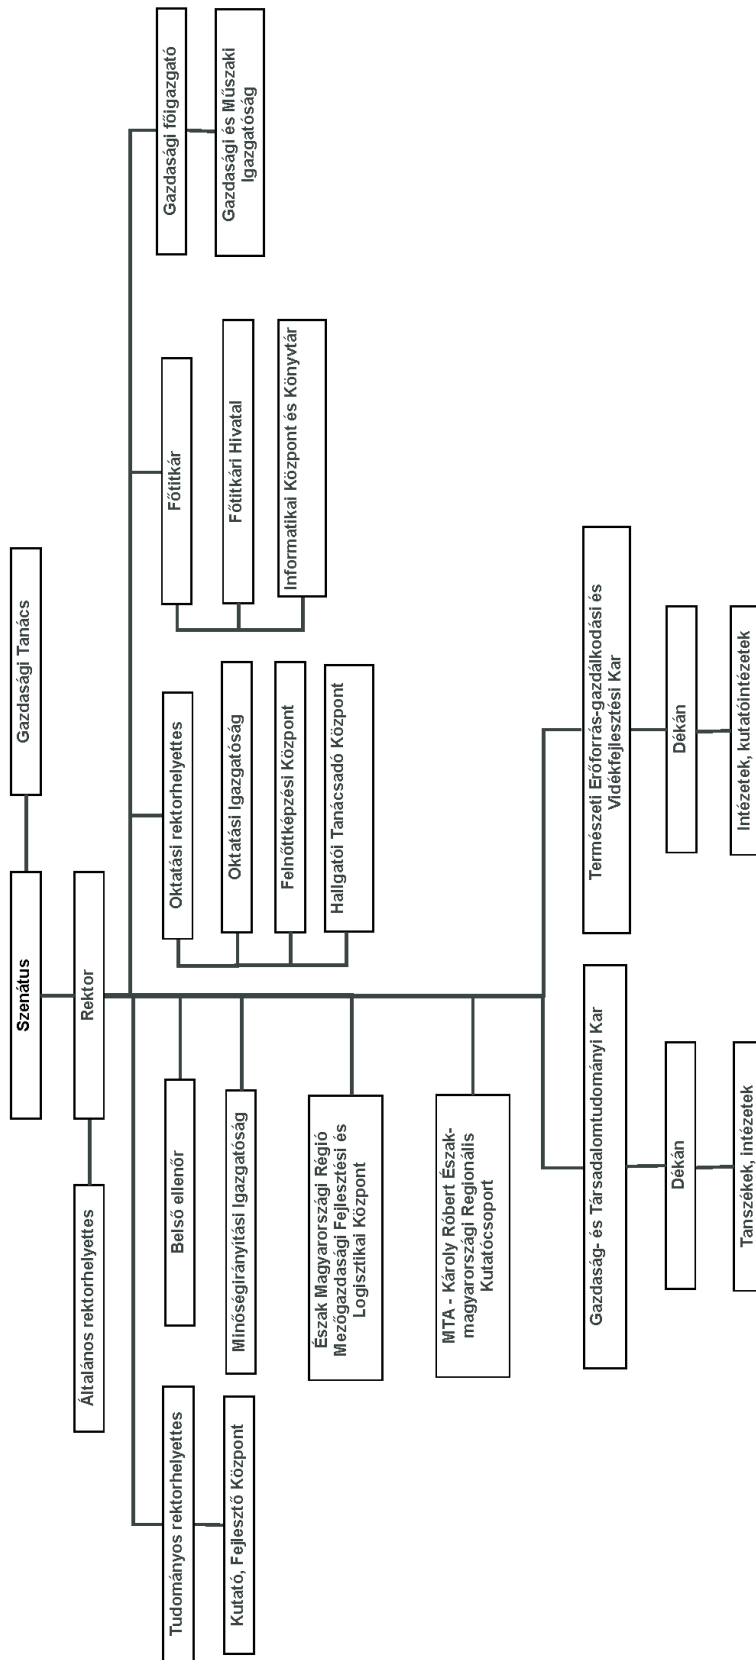 Szenátus
Gazdasági Tanács
Rektor
Általános rektorhelyettes
Tudományos rektorhelyettes
Kutató, Fejlesztő Központ
Belső ellenőr
Minőségirányítási Igazgatóság
Észak Magyarországi Régió
Mezőgazdasági Fejlesztési és
Logisztikai Központ
MTA - Károly Róbert Észak-
magyarországi Regionális
Kutatócsoport
Oktatási rektorhelyettes
Oktatási Igazgatóság
Felnőttképzési Központ
Hallgatói Tanácsadó Központ
Főtitkár
Főtitkári Hivatal
Informatikai Központ és Könyvtár
Gazdasági főigazgató
Gazdasági és Műszaki
Igazgatóság
Gazdaság- és Társadalomtudományi Kar
Dékán
Tanszékek, intézetek
Természeti Erőforrás-gazdálkodási és
Vidékfejlesztési Kar
Dékán
Intézetek, kutatóintézetek